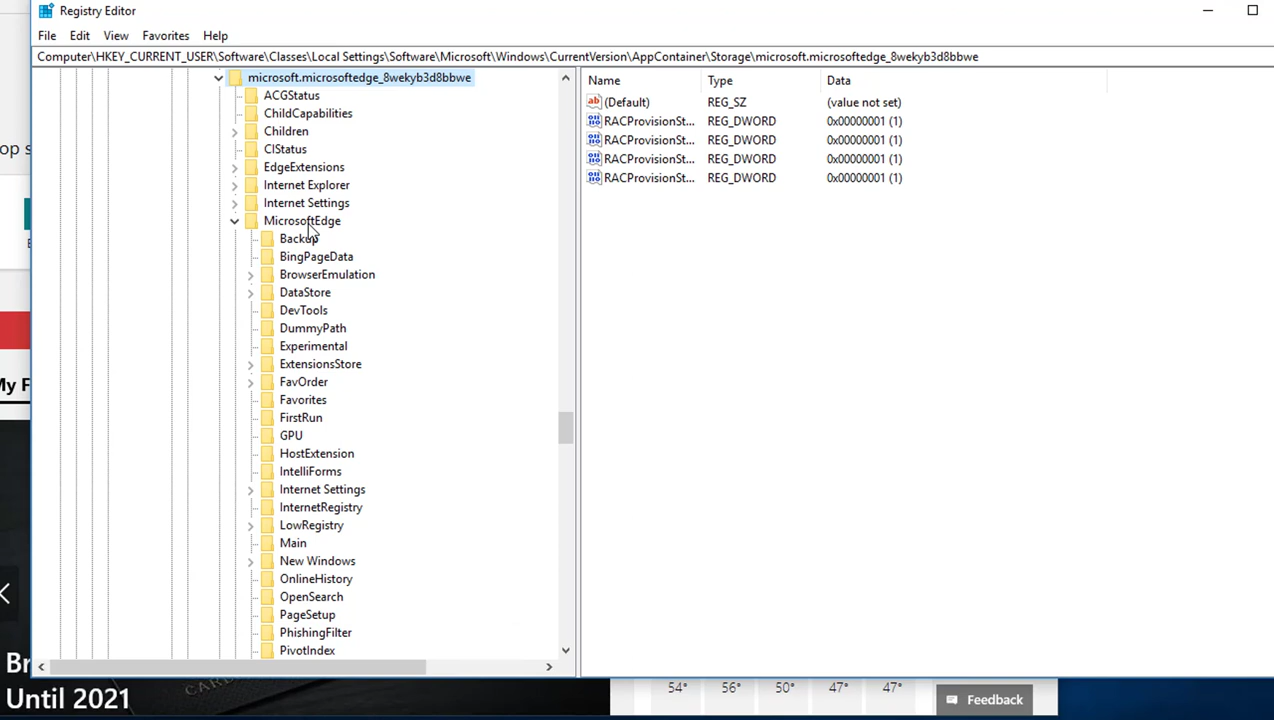 Registry Editor
File Edit View Favorites Help
Computer\HKEY_CURRENT_USER\Software\Classes\Local Settings\Software\Microsoft\Windows\CurrentVersion\AppContainer\Storage\microsoft.microsoftedge_8wekyb3d8bbwe
microsoft.microsoftedge_8wekyb3d8bbwe
ACGStatus
ChildCapabilities
Children
CIStatus
EdgeExtensions
Internet Explorer
Internet Settings
MicrosoftEdge
Backup
BingPageData
BrowserEmulation
DataStore
DevTools
DummyPath
Experimental
ExtensionsStore
FavOrder
Favorites
FirstRun
GPU
HostExtension
IntelliForms
Internet Settings
InternetRegistry
LowRegistry
Main
New Windows
OnlineHistory
OpenSearch
PageSetup
PhishingFilter
PivotIndex
Name Type Data
(Default) REG_SZ (value not set)
RACProvisionSt... REG_DWORD 0x00000001 (1)
RACProvisionSt... REG_DWORD 0x00000001 (1)
RACProvisionSt... REG_DWORD 0x00000001 (1)
RACProvisionSt... REG_DWORD 0x00000001 (1)
op s
My F
Br
Until 2021
54° 56° 50° 47° 47°
Feedback